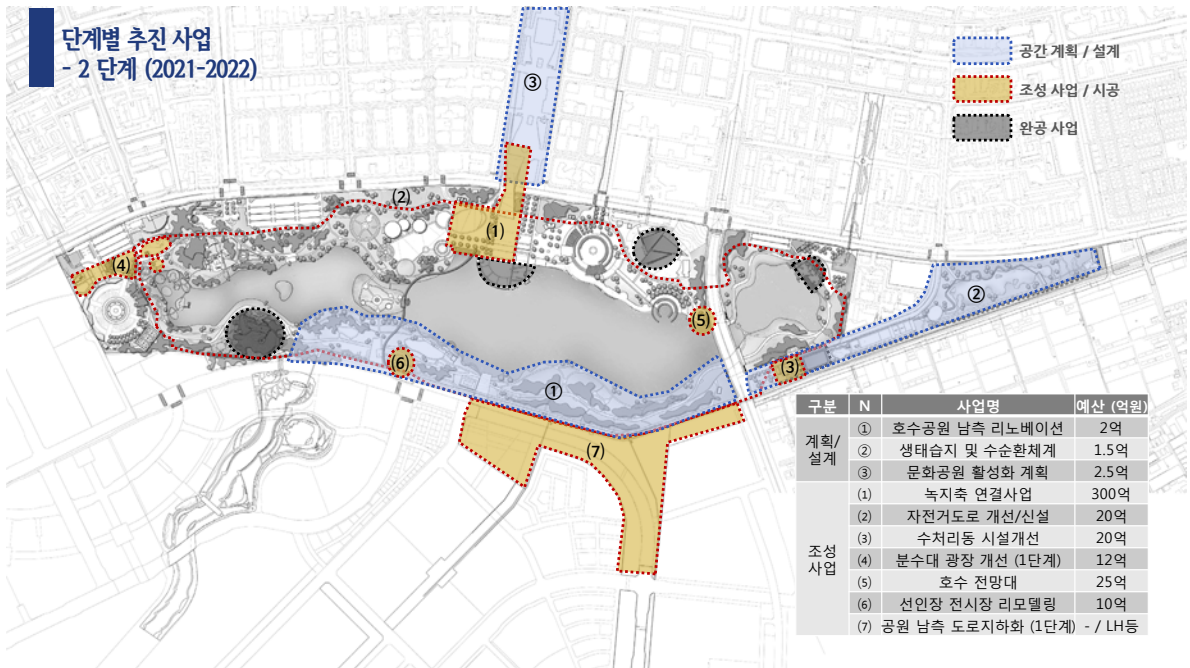 단계별 추진 사업
- 2 단계 (2021-2022)
공간 계획 / 설계
조성 사업 / 시공
완공 사업
③
(2)
(1)
(4)
②
(5)
(6)
(3)
①
(7)
구분 N 사업명 예산 (억원)
계획/설계 ① 호수공원 남측 리노베이션 2억
② 생태습지 및 수순환체계 1.5억
③ 문화공원 활성화 계획 2.5억
조성 사업 (1) 녹지축 연결사업 300억
(2) 자전거도로 개선/신설 20억
(3) 수처리동 시설개선 20억
(4) 분수대 광장 개선 (1단계) 12억
(5) 호수 전망대 25억
(6) 선인장 전시장 리모델링 10억
(7) 공원 남측 도로지하화 (1단계) - / LH등